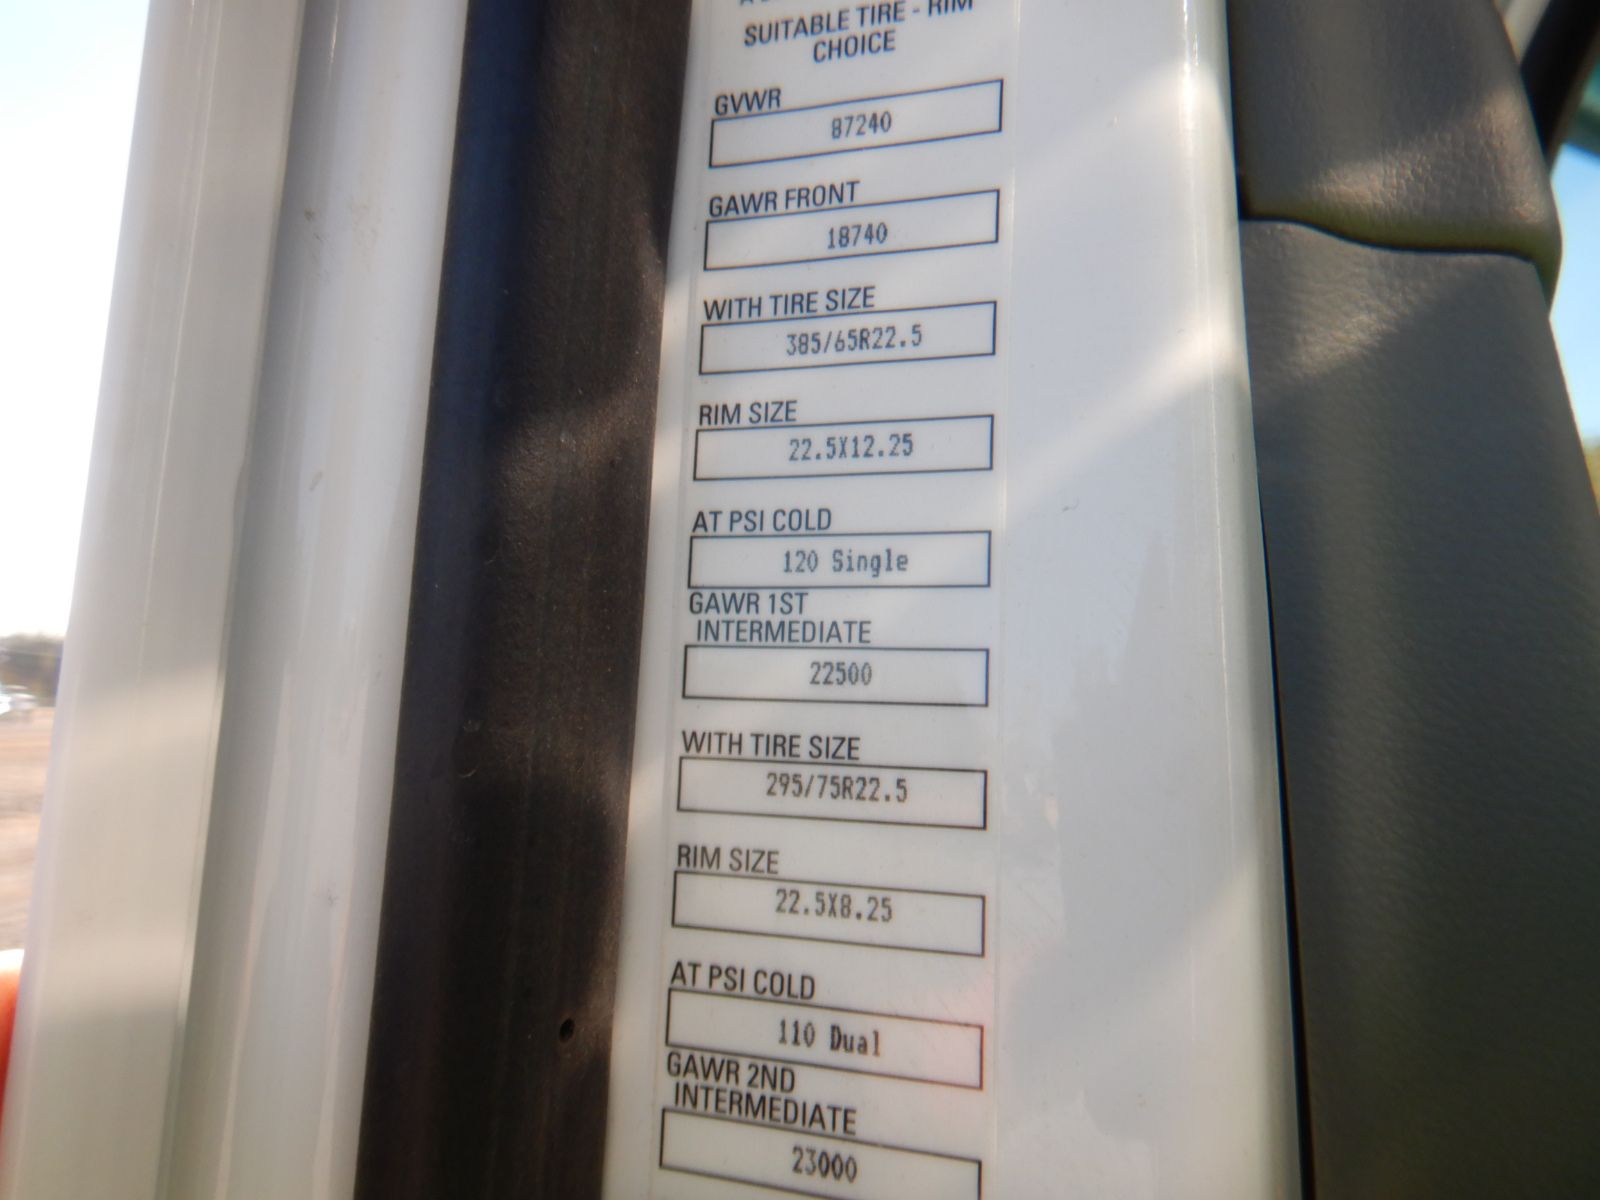 SUITABLE TIRE - RIM
CHOICE
GVWR
87240
GAWR FRONT
18740
WITH TIRE SIZE
385/65R22.5
RIM SIZE
22.5X12.25
AT PSI COLD
120 Single
GAWR 1ST
INTERMEDIATE
22500
WITH TIRE SIZE
295/75R22.5
RIM SIZE
22.5X8.25
AT PSI COLD
110 Dual
GAWR 2ND
INTERMEDIATE
23000